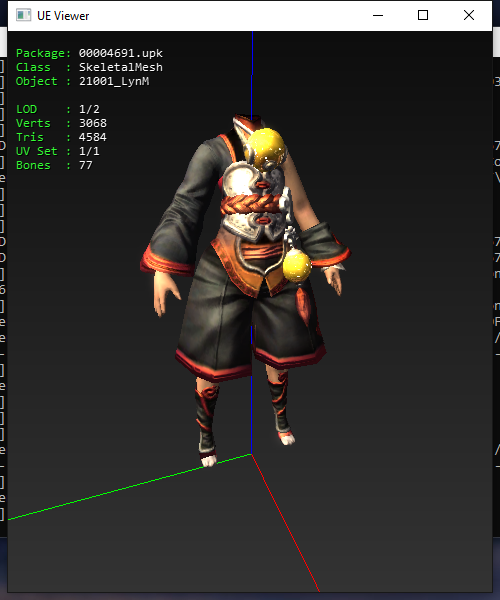 UE Viewer
Package: 00004691.upk
Class  : SkeletalMesh
Object : 21001_LynM
LOD    : 1/2
Verts  : 3068
Tris   : 4584
UV Set : 1/1
Bones  : 77